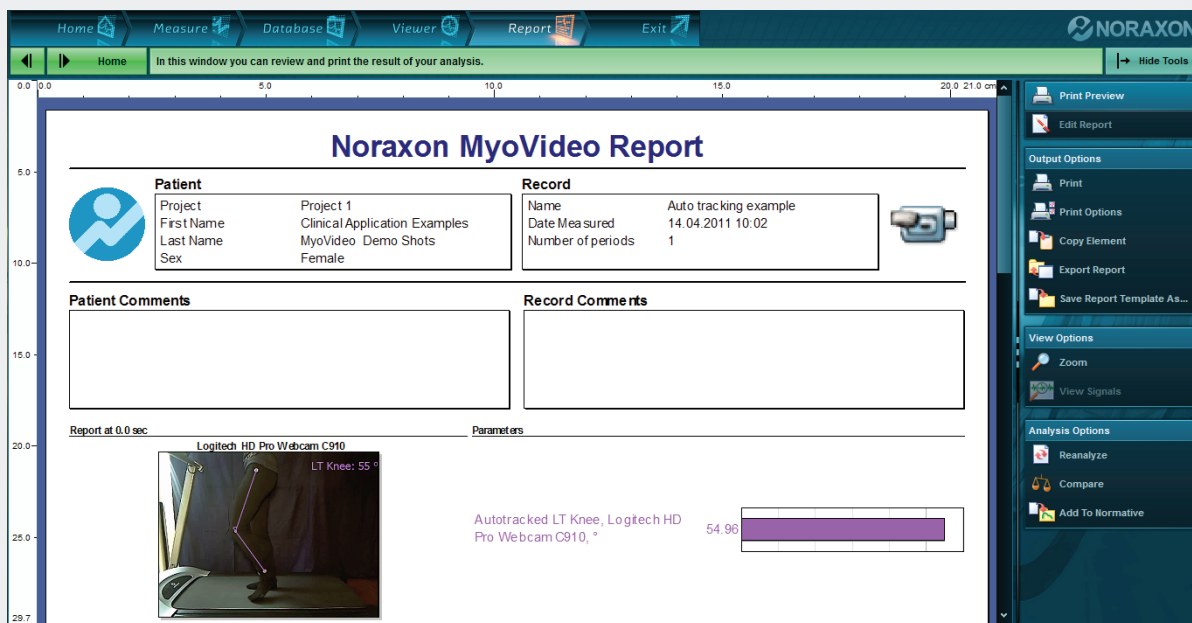 Home Measure Database Viewer Report Exit NORAXON
Home In this window you can review and print the result of your analysis. Hide Tools
0.0 0.0 5.0 10.0 15.0 20.0 21.0 cm
Print Preview
Edit Report
Noraxon MyoVideo Report
5.0
Output Options
Patient Record
Print
Project Project 1 Name Auto tracking example
First Name Clinical Application Examples Date Measured 14.04.2011 10:02
Print Options
Last Name MyoVideo Demo Shots Number of periods 1
Copy Element
Sex Female
10.0
Export Report
Patient Comments Record Comments
Save Report Template As...
View Options
15.0
Zoom
View Signals
Report at 0.0 sec Parameters
Analysis Options
20.0
Logitech HD Pro Webcam C910
Reanalyze
LT Knee: 55 °
Compare
Add To Normative
Autotracked LT Knee, Logitech HD
Pro Webcam C910, °
54.96
25.0
29.7